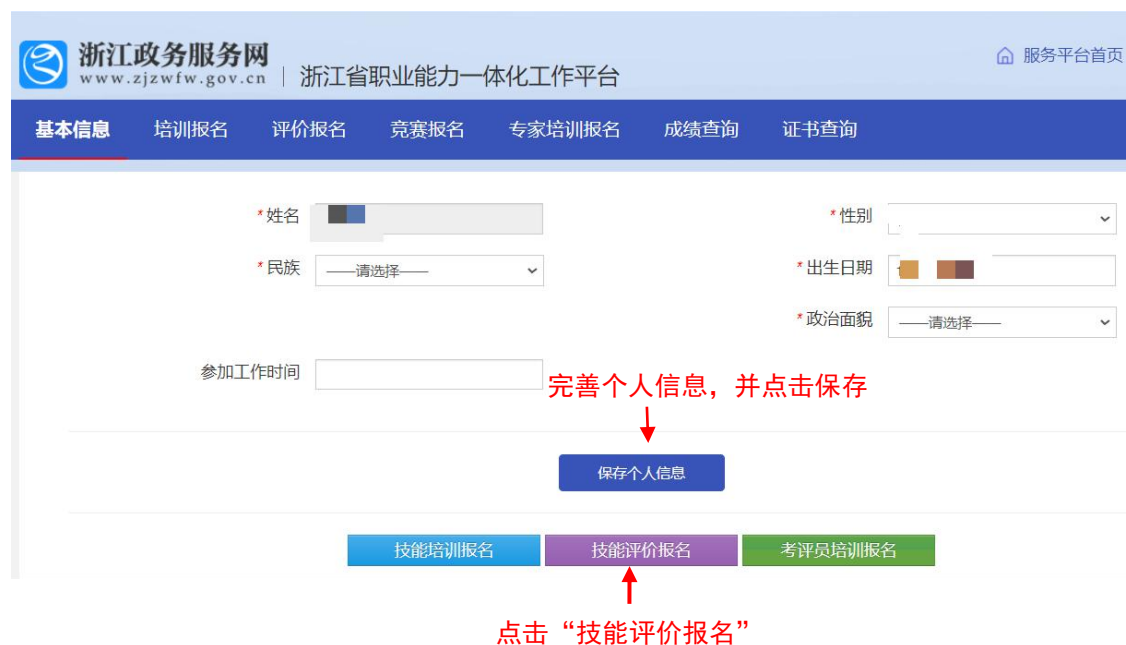 浙江政务服务网
www.zjzwfw.gov.cn | 浙江省职业能力一体化工作平台
服务平台首页
基本信息 培训报名 评价报名 竞赛报名 专家培训报名 成绩查询 证书查询
*姓名
*性别
*民族 ——请选择——
*出生日期
*政治面貌 ——请选择——
参加工作时间
完善个人信息，并点击保存
保存个人信息
技能培训报名 技能评价报名 考评员培训报名
点击“技能评价报名”